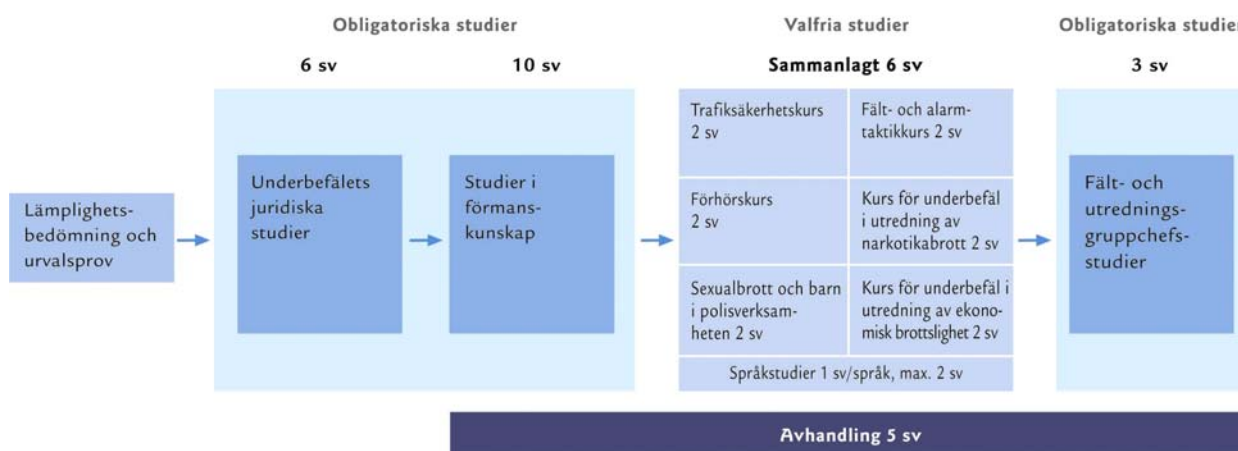 Obligatoriska studier
Valfria studier
Obligatoriska studier
6 sv
10 sv
Sammanlagt 6 sv
3 sv
Lämplighets-
bedömning och
urvalsprov
Underbefälets
juridiska
studier
Studier i
förmans-
kunskap
Trafiksäkerhetskurs
2 sv
Fält- och alarm-
taktikkurs 2 sv
Förhörskurs
2 sv
Kurs för underbefäl
i utredning av
narkotikabrott 2 sv
Sexualbrott och barn
i polisverksam-
heten 2 sv
Kurs för underbefäl i
utredning av ekono-
misk brottslighet 2 sv
Språkstudier 1 sv/språk, max. 2 sv
Fält- och
utrednings-
gruppchefs-
studier
Avhandling 5 sv